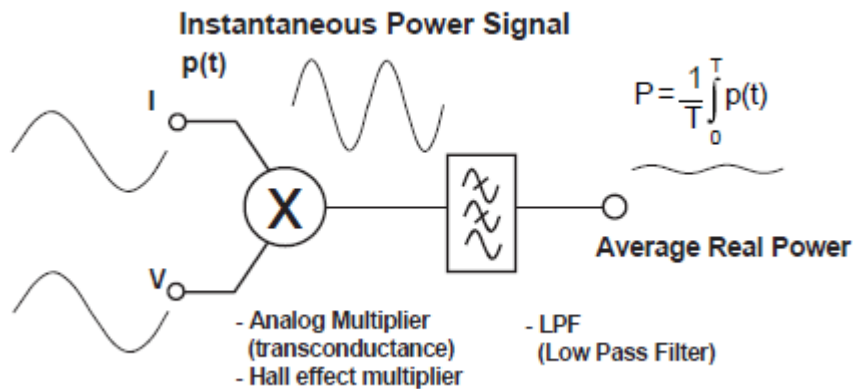 Instantaneous Power Signal
p(t)
I
P = 1/T ∫₀ᵀ p(t)
X
V
Average Real Power
- Analog Multiplier
(transconductance)
- Hall effect multiplier
- LPF
(Low Pass Filter)